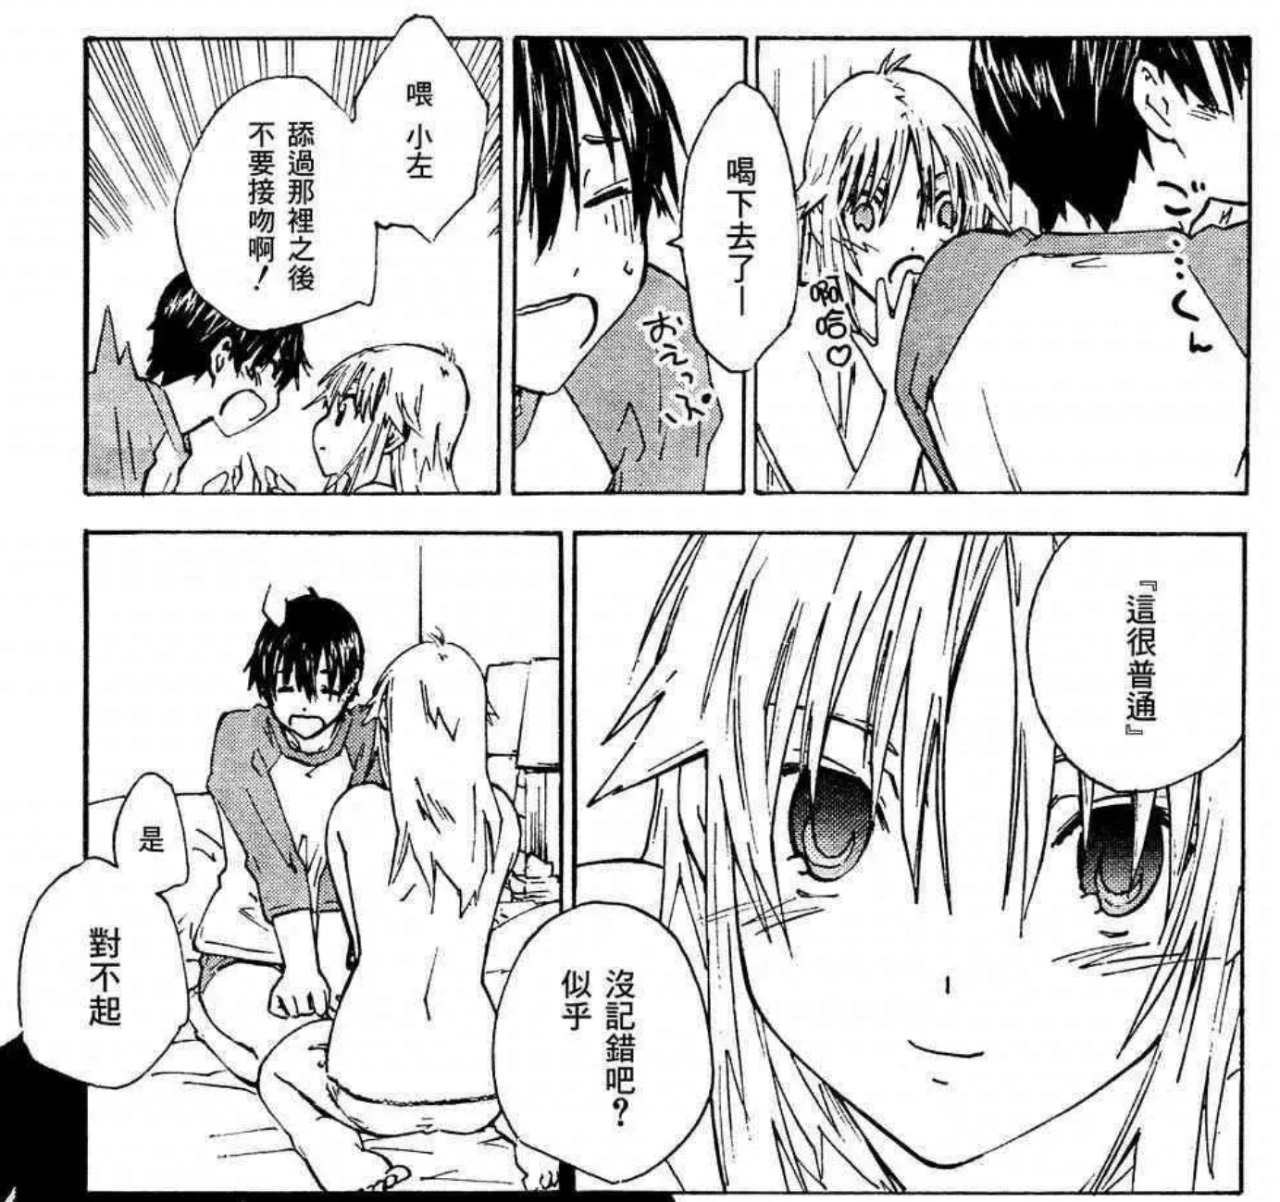 ご…くん
啊哈♡
喝下去了ー
おえっぷ
喂 小左
舔過那裡之後
不要接吻啊！
『這很普通』
沒記錯吧？
似乎
是
對不起